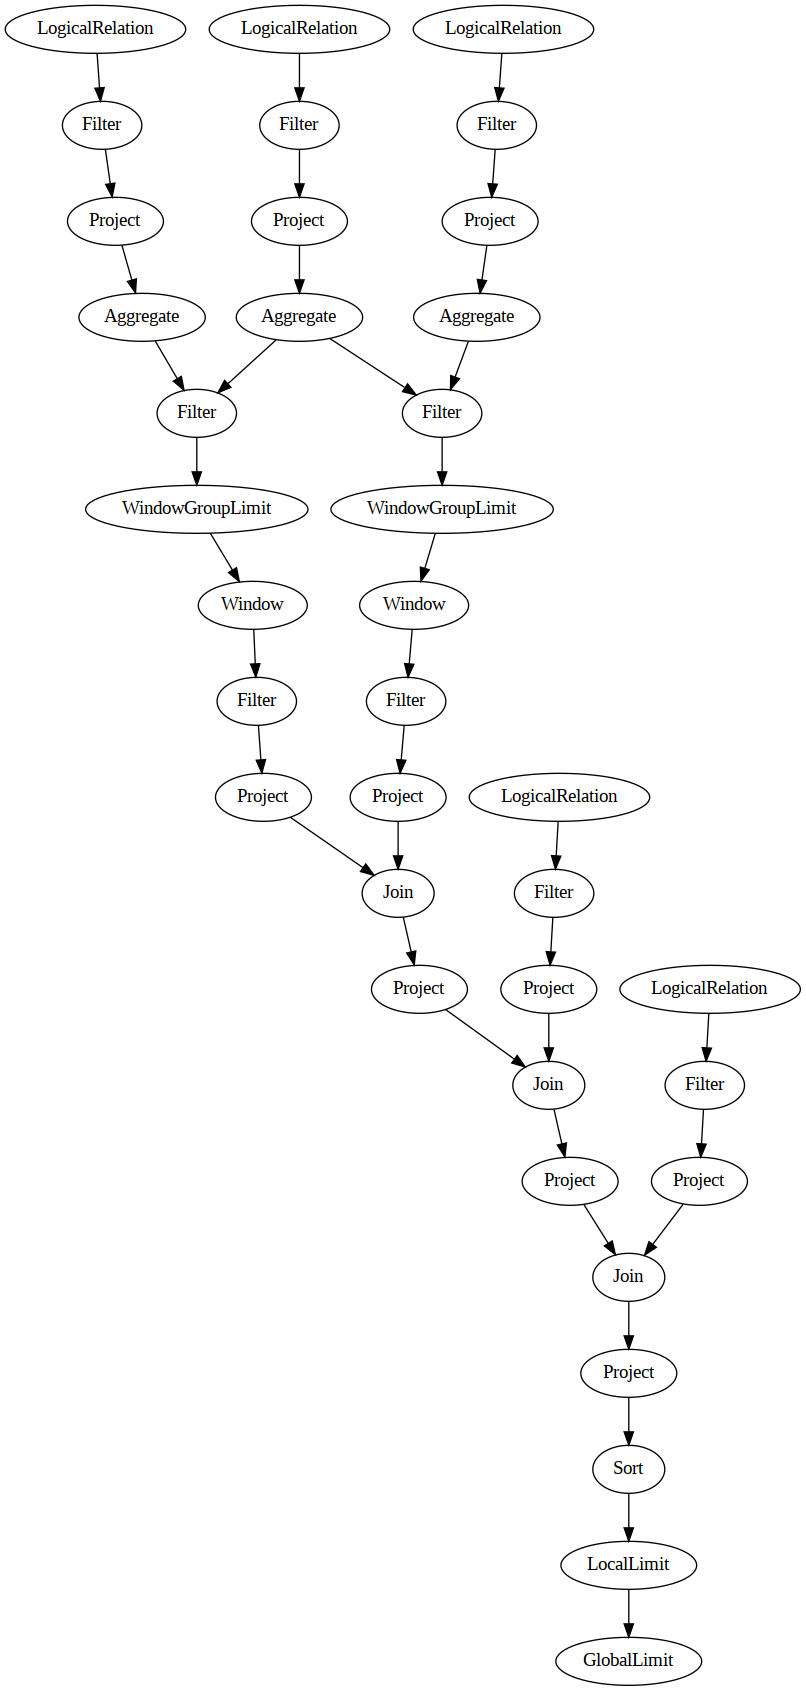 LogicalRelation LogicalRelation LogicalRelation
Filter Filter Filter
Project Project Project
Aggregate Aggregate Aggregate
Filter Filter
WindowGroupLimit WindowGroupLimit
Window Window
Filter Filter
Project Project LogicalRelation
Join Filter
Project Project LogicalRelation
Join Filter
Project Project
Join
Project
Sort
LocalLimit
GlobalLimit